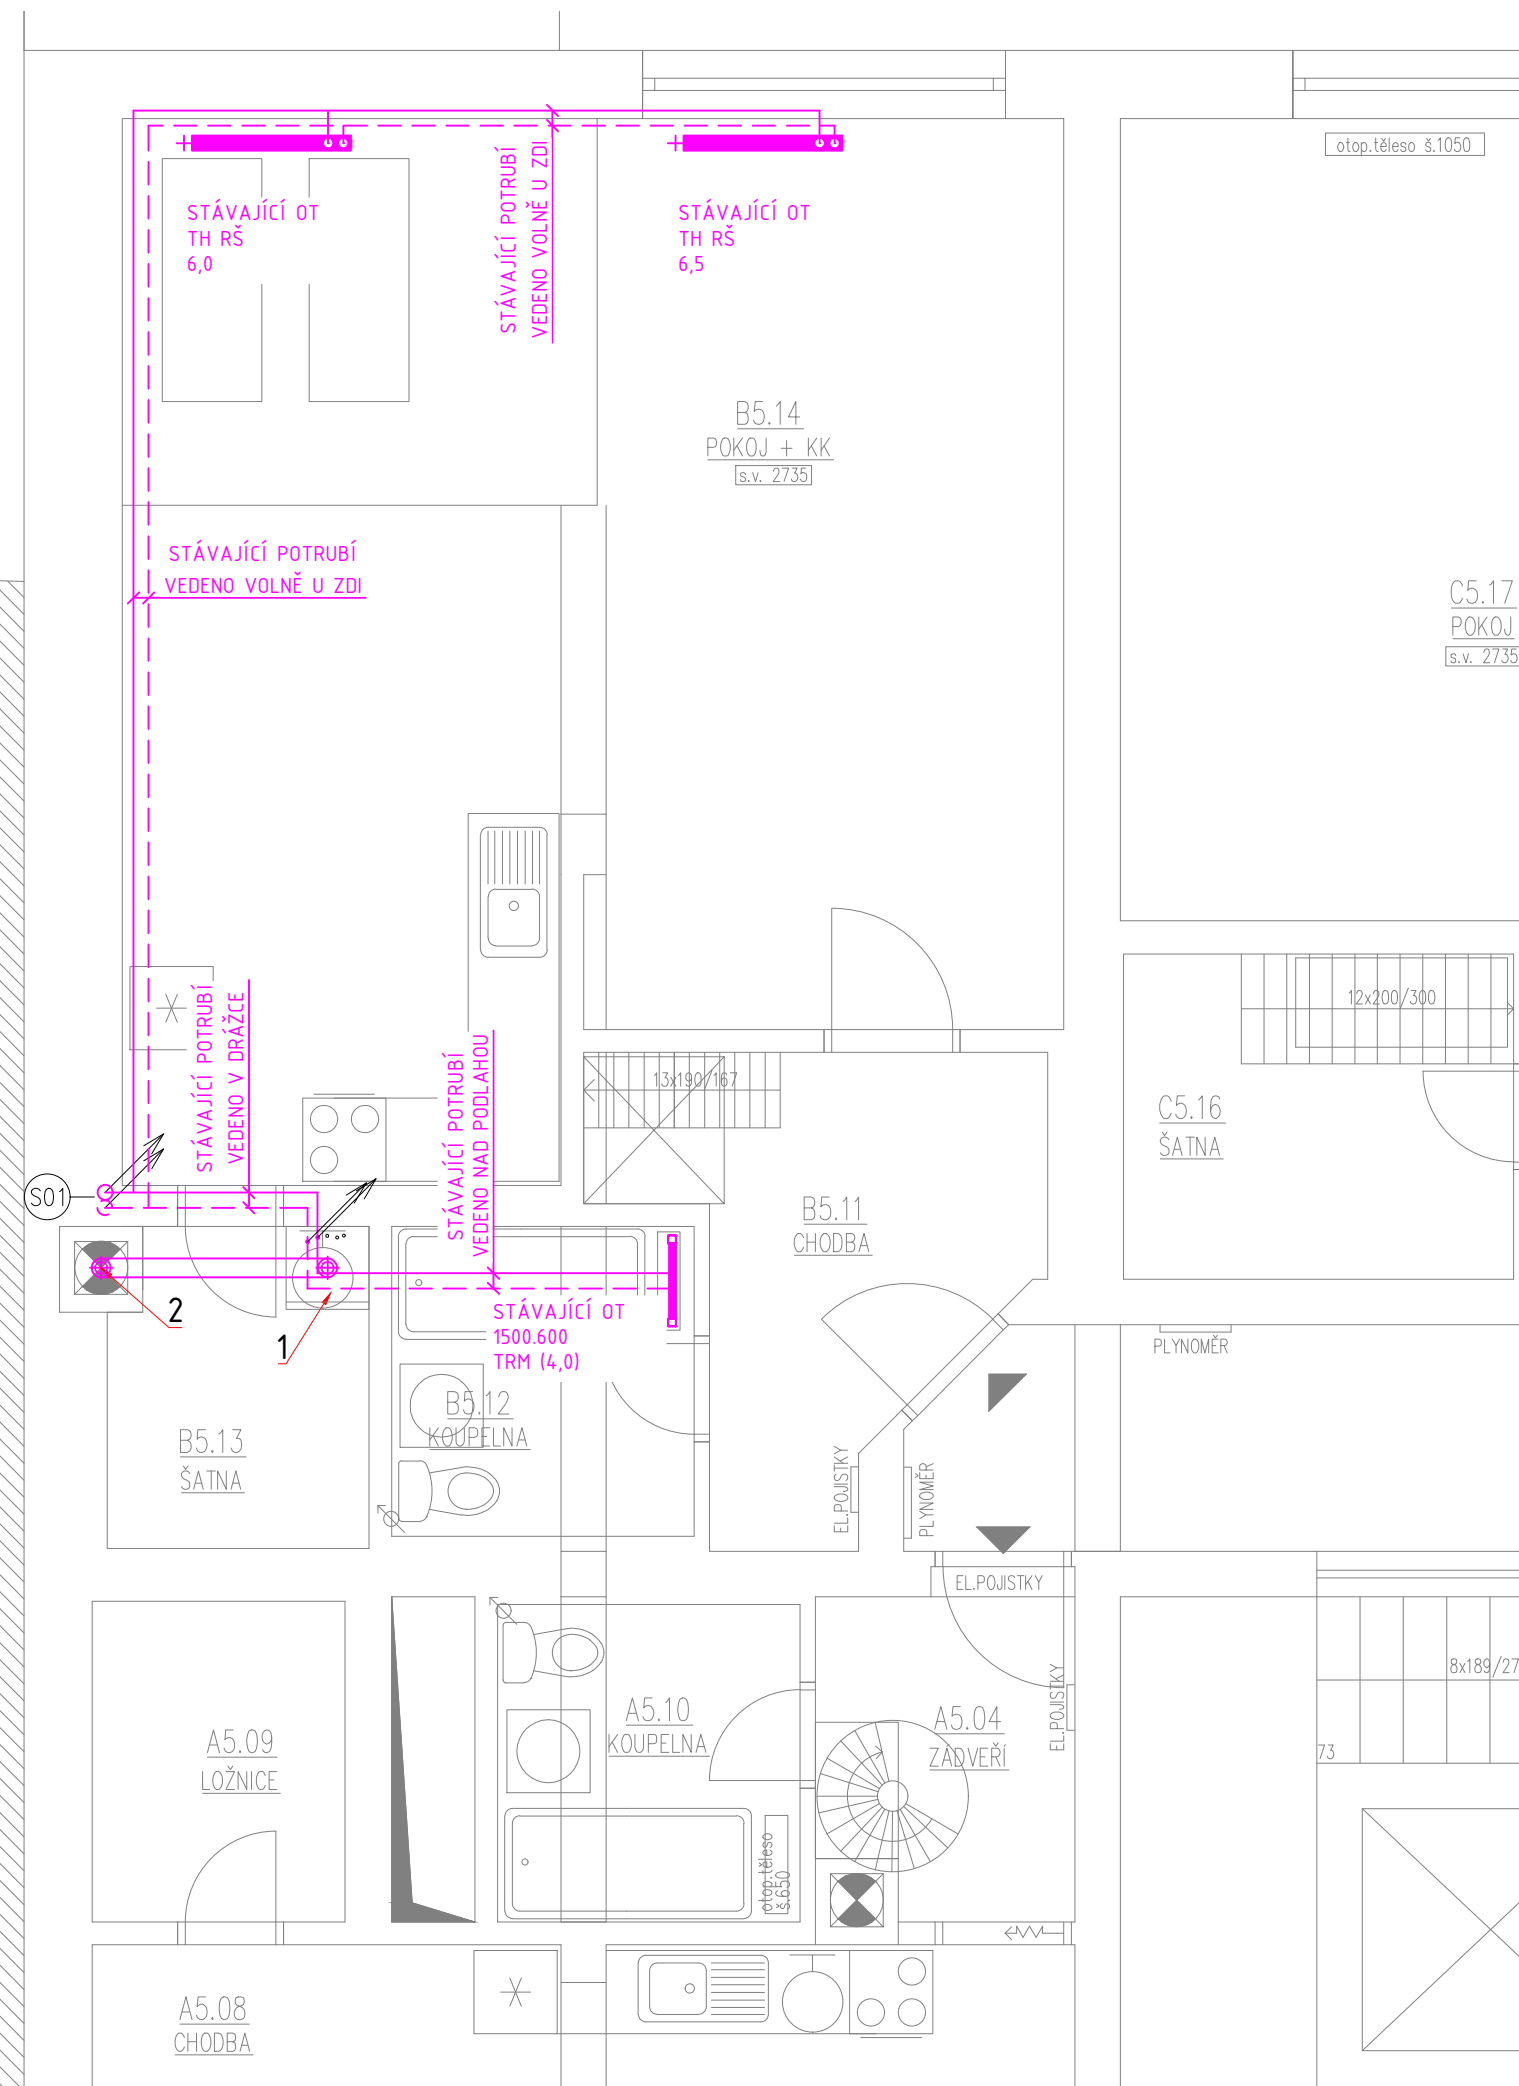 otop.těleso š.1050
STÁVAJÍCÍ OT
TH RŠ
6,0
STÁVAJÍCÍ POTRUBÍ
VEDENO VOLNĚ U ZDI
STÁVAJÍCÍ OT
TH RŠ
6,5
B5.14
POKOJ + KK
s.v. 2735
STÁVAJÍCÍ POTRUBÍ
VEDENO VOLNĚ U ZDI
C5.17
POKOJ
s.v. 2735
STÁVAJÍCÍ POTRUBÍ
VEDENO V DRÁŽCE
STÁVAJÍCÍ POTRUBÍ
VEDENO NAD PODLAHOU
12x200/300
13x190/167
C5.16
ŠATNA
S01
B5.11
CHODBA
2
1
STÁVAJÍCÍ OT
1500.600
TRM (4,0)
PLYNOMĚR
B5.12
KOUPELNA
B5.13
ŠATNA
EL.POJISTKY
PLYNOMĚR
EL.POJISTKY
8x189/27
EL.POJISTKY
A5.10
KOUPELNA
A5.04
ZÁDVEŘÍ
A5.09
LOŽNICE
73
otop.těleso
š.650
A5.08
CHODBA